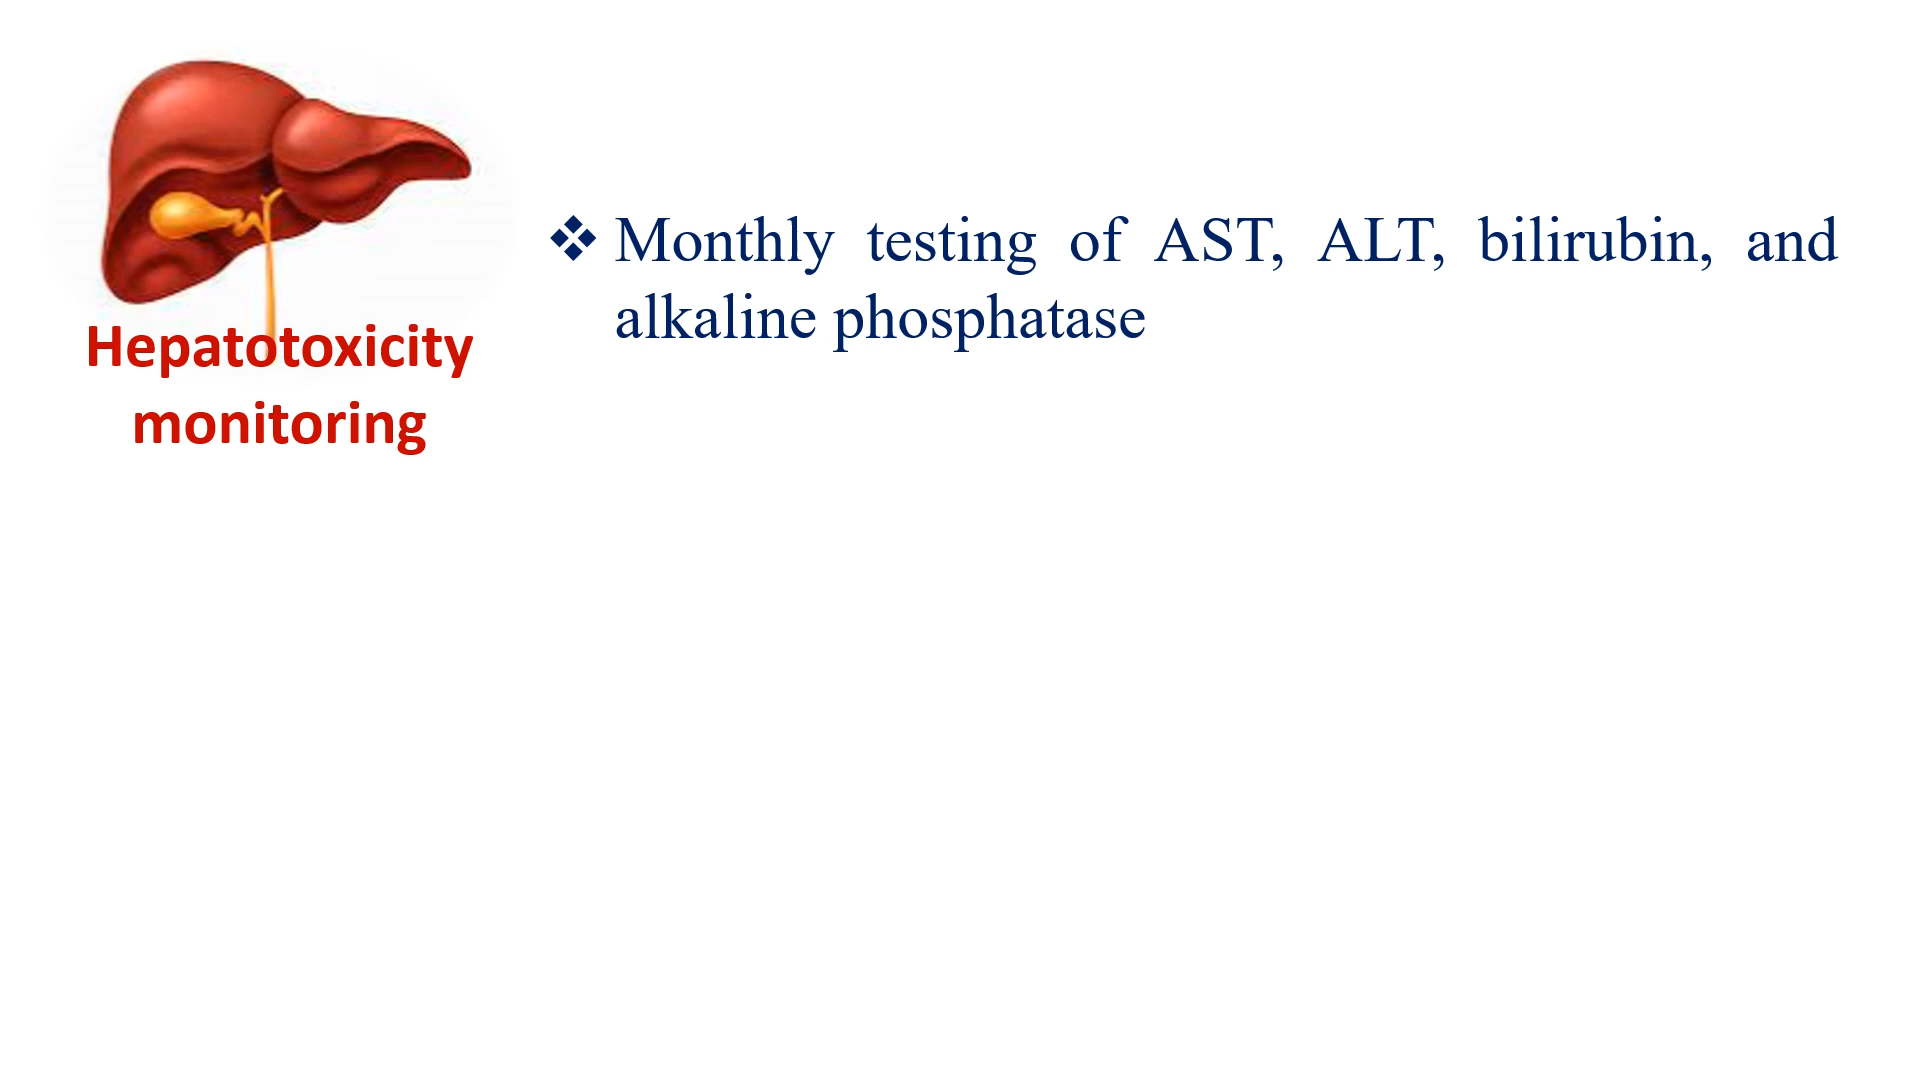 Hepatotoxicity
monitoring
❖ Monthly testing of AST, ALT, bilirubin, and
alkaline phosphatase